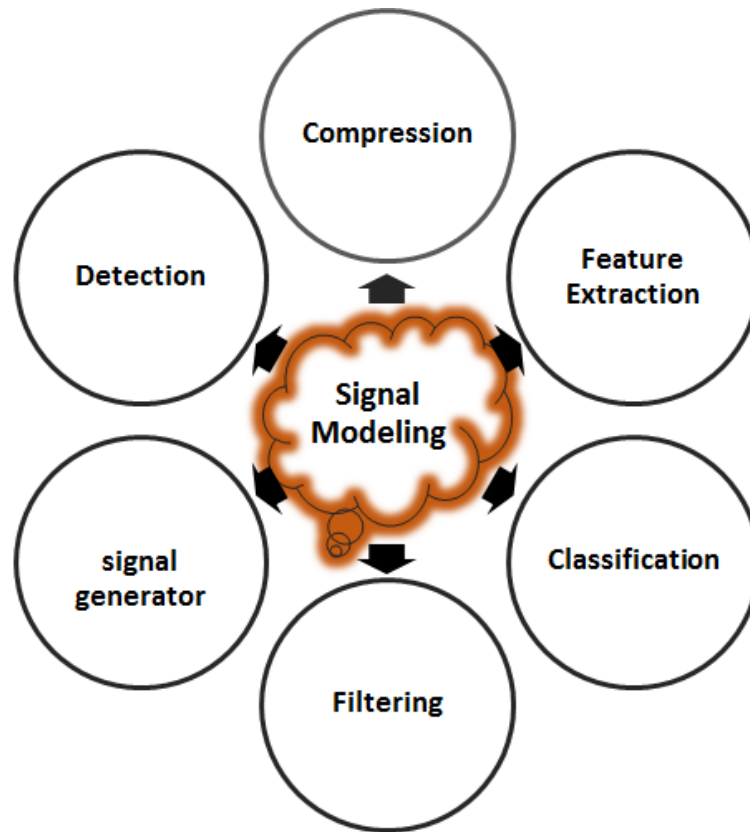 Compression
Detection
Feature
Extraction
Signal
Modeling
signal
generator
Classification
Filtering